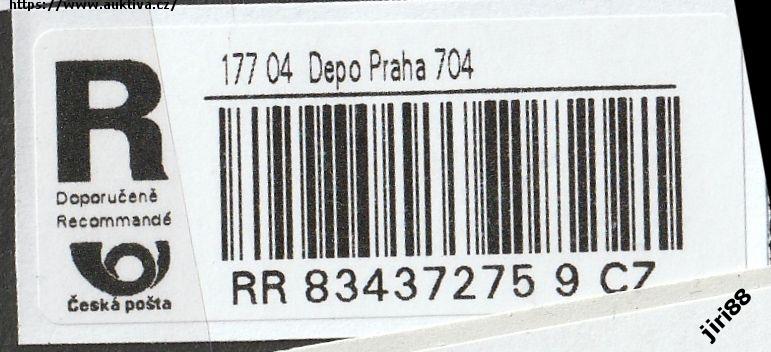 https://www.auktiva.cz/
177 04 Depo Praha 704
R
Doporučeně
Recommandé
Česká pošta
RR 83437275 9 CZ
jiri88